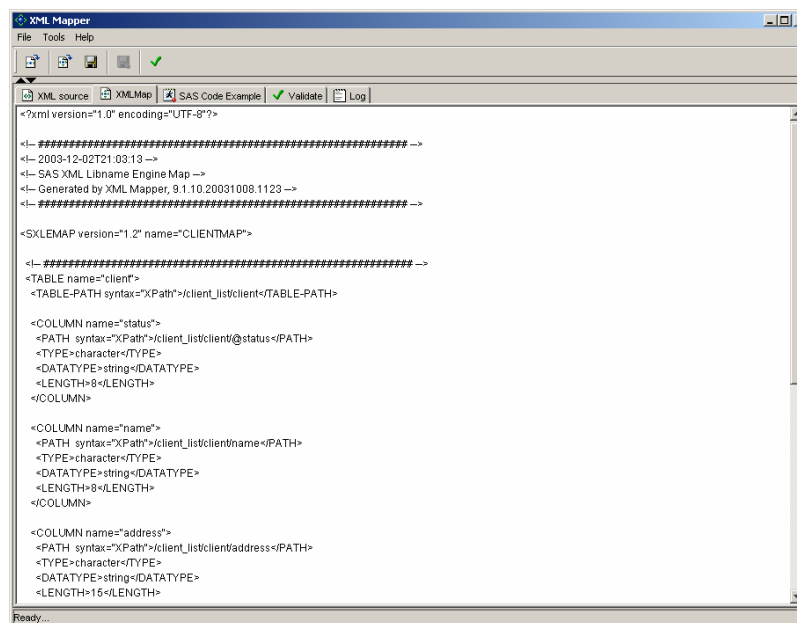 XML Mapper
File Tools Help
XML source XMLMap SAS Code Example Validate Log
<?xml version="1.0" encoding="UTF-8"?>
<!-- ############################################################ -->
<!-- 2003-12-02T21:03:13 -->
<!-- SAS XML Libname Engine Map -->
<!-- Generated by XML Mapper, 9.1.10.20031008.1123 -->
<!-- ############################################################ -->
<SXLEMAP version="1.2" name="CLIENTMAP">
<!-- ############################################################ -->
<TABLE name="client">
<TABLE-PATH syntax="XPath">/client_list/client</TABLE-PATH>
<COLUMN name="status">
<PATH syntax="XPath">/client_list/client/@status</PATH>
<TYPE>character</TYPE>
<DATATYPE>string</DATATYPE>
<LENGTH>8</LENGTH>
</COLUMN>
<COLUMN name="name">
<PATH syntax="XPath">/client_list/client/name</PATH>
<TYPE>character</TYPE>
<DATATYPE>string</DATATYPE>
<LENGTH>8</LENGTH>
</COLUMN>
<COLUMN name="address">
<PATH syntax="XPath">/client_list/client/address</PATH>
<TYPE>character</TYPE>
<DATATYPE>string</DATATYPE>
<LENGTH>15</LENGTH>
Ready...